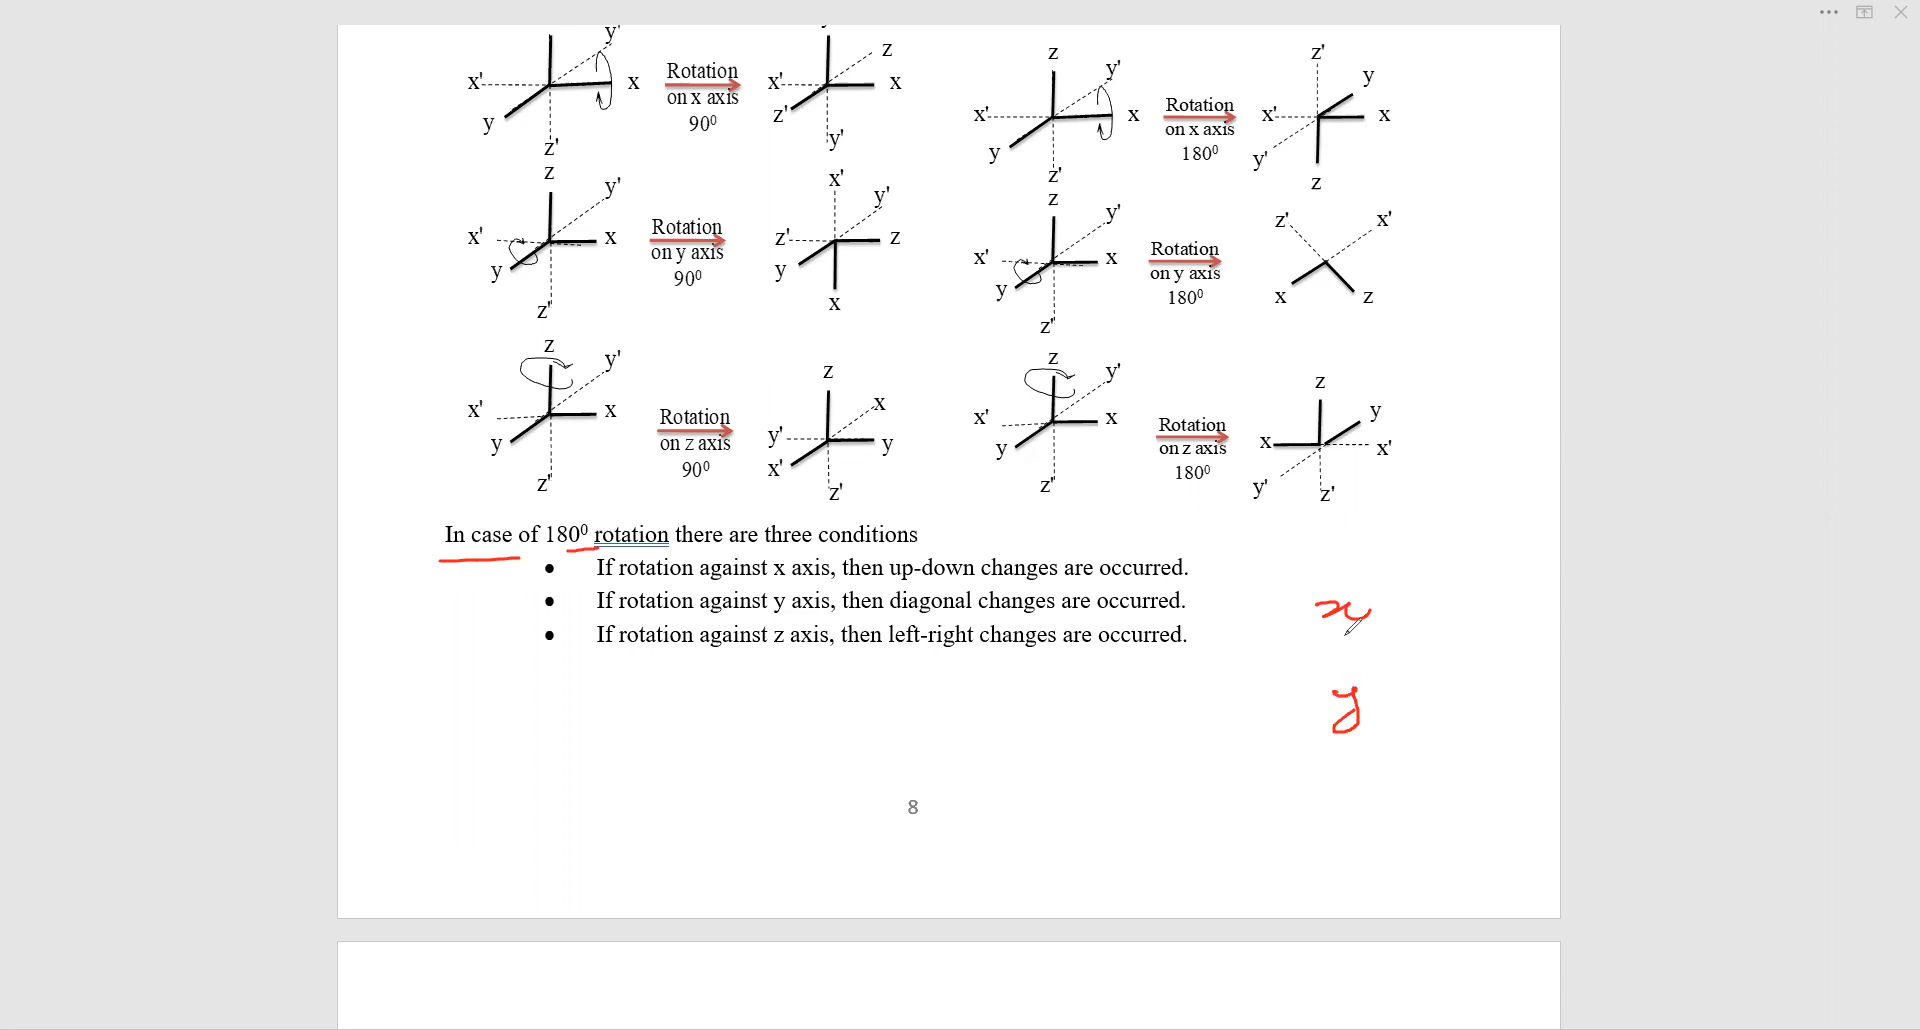 y'
x' x Rotation x' z x
on x axis
90⁰
y z' z' y'
z y' x Rotation z' y x' x
x' on x axis
180⁰
y z' y' z
z y' x' y'
x' x Rotation z' z
on y axis
90⁰
y z' y x
z y' z' x'
x' x Rotation
on y axis
180⁰
y z' x z
z y' z x
x' x Rotation y' y
on z axis
90⁰
y z' x' z'
z y' z y
x' x Rotation x x'
on z axis
180⁰
y z' y' z'
In case of 180⁰ rotation there are three conditions
• If rotation against x axis, then up-down changes are occurred.
• If rotation against y axis, then diagonal changes are occurred.
• If rotation against z axis, then left-right changes are occurred.
x
y
8